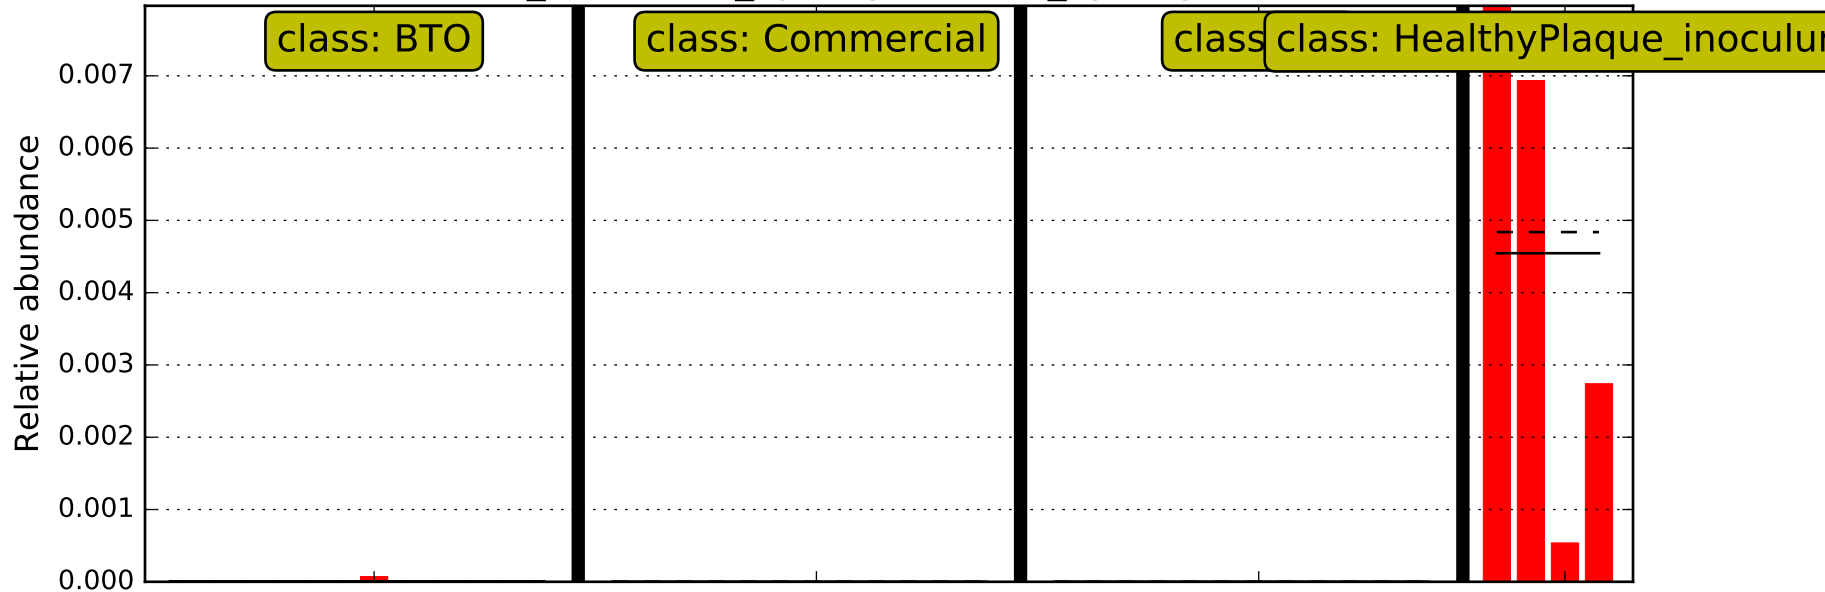 class: BTO
class: Commercial
class
class: HealthyPlaque_inoculu
Relative abundance
0.007
0.006
0.005
0.004
0.003
0.002
0.001
0.000